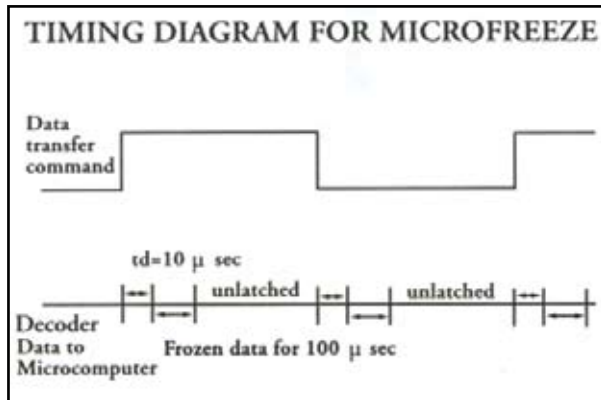 TIMING DIAGRAM FOR MICROFREEZE
Data
transfer
command
td=10 μ sec
unlatched
unlatched
Decoder
Data to
Microcomputer
Frozen data for 100 μ sec